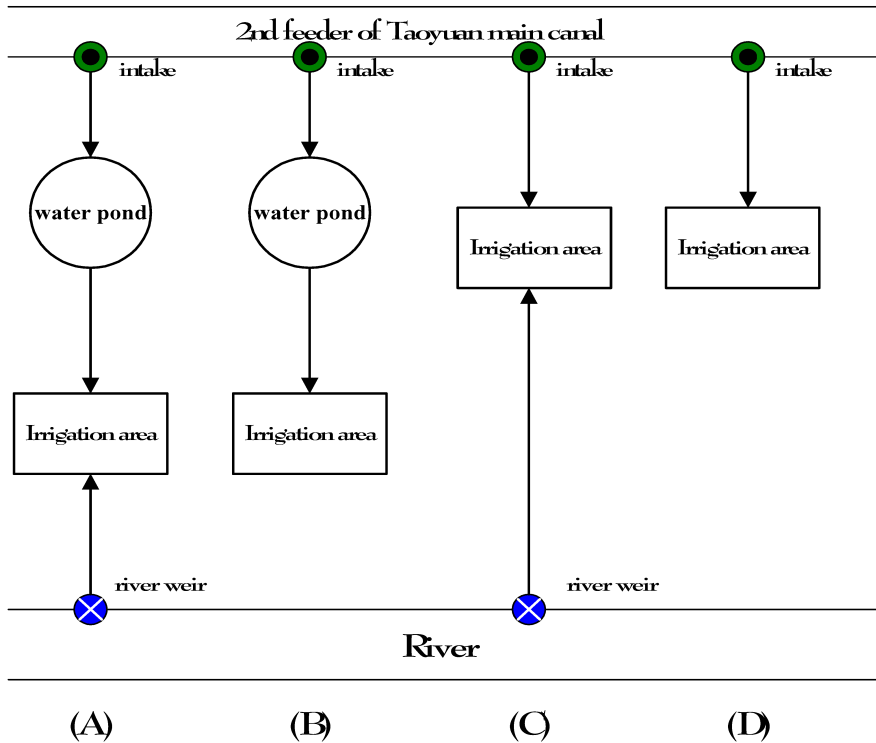 2nd feeder of Taoyuan main canal
intake intake intake intake
water pond water pond
Irrigation area Irrigation area
Irrigation area Irrigation area
river weir river weir
River
(A) (B) (C) (D)